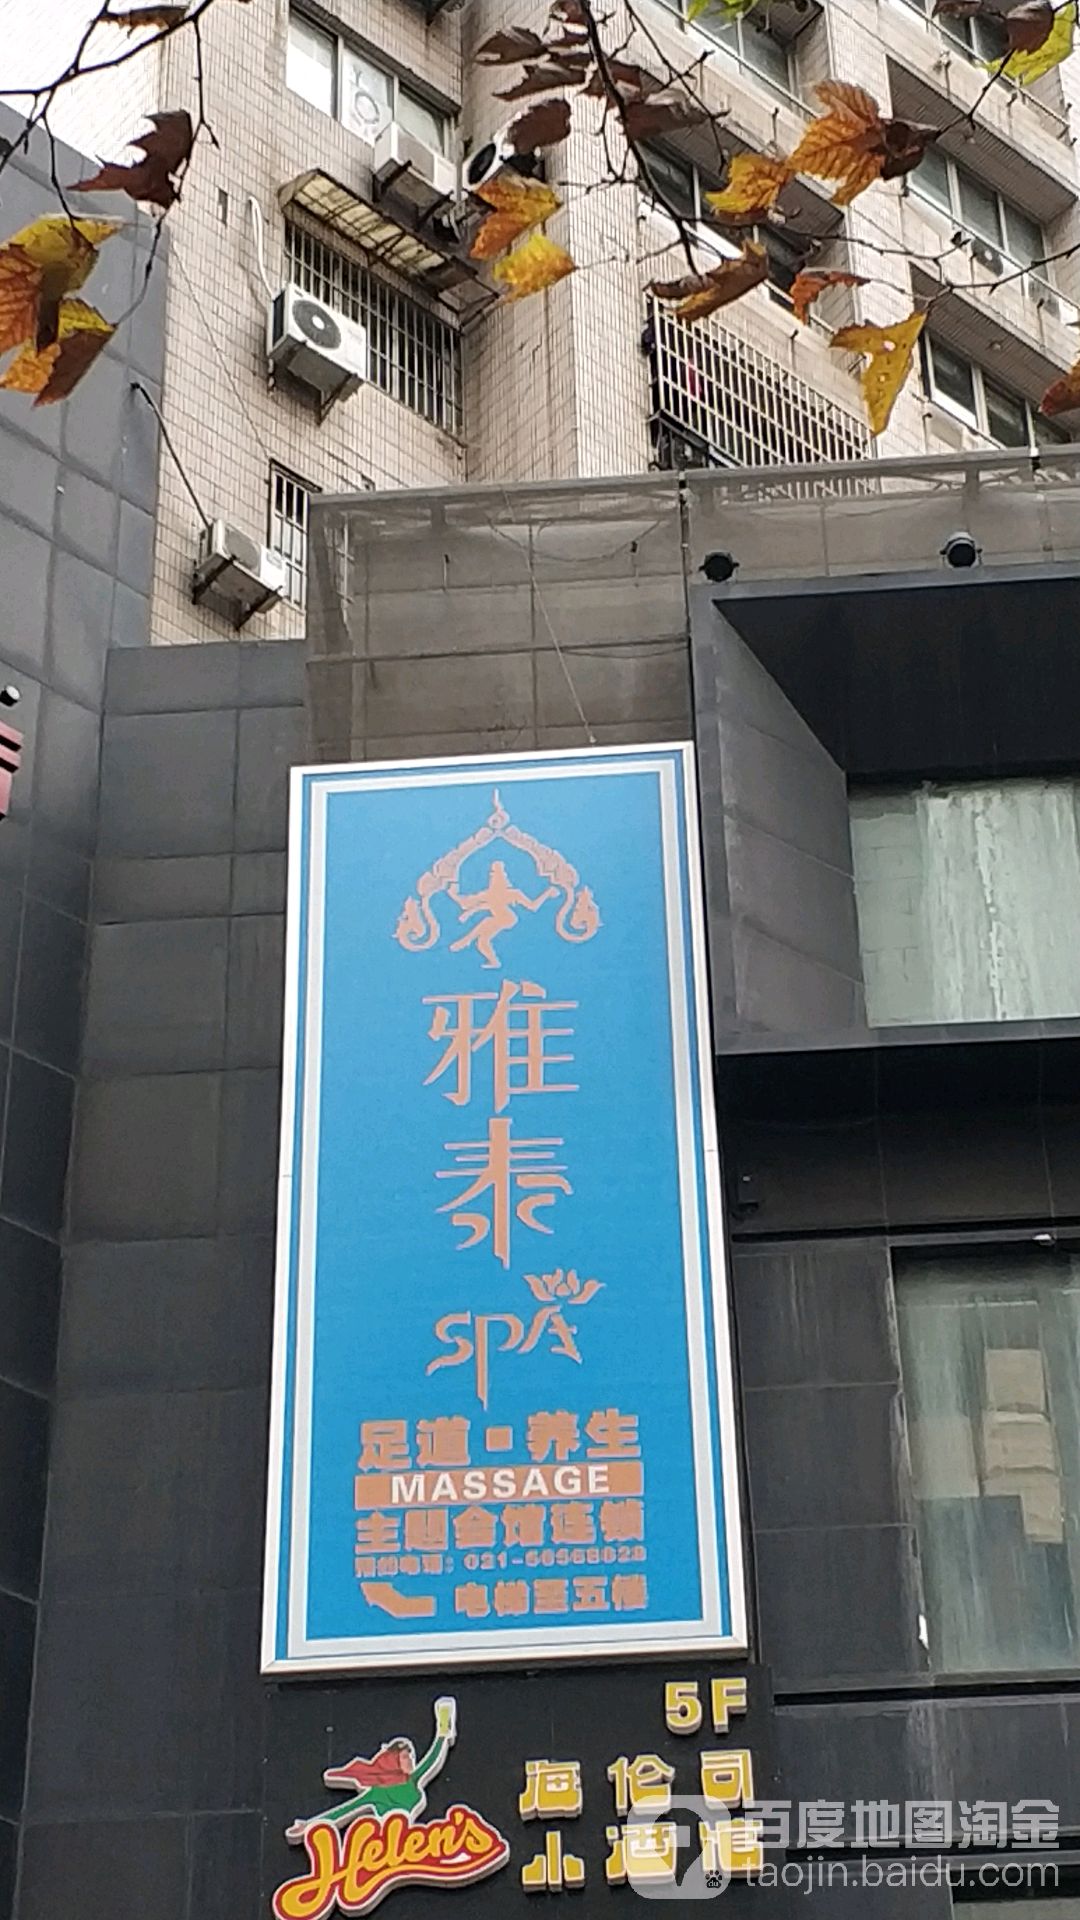 雅泰
SPA
足道·养生
MASSAGE
主题会馆连锁
电梯至五楼
5F
海伦司
小酒馆
Helen's
百度地图淘金
taojin.baidu.com